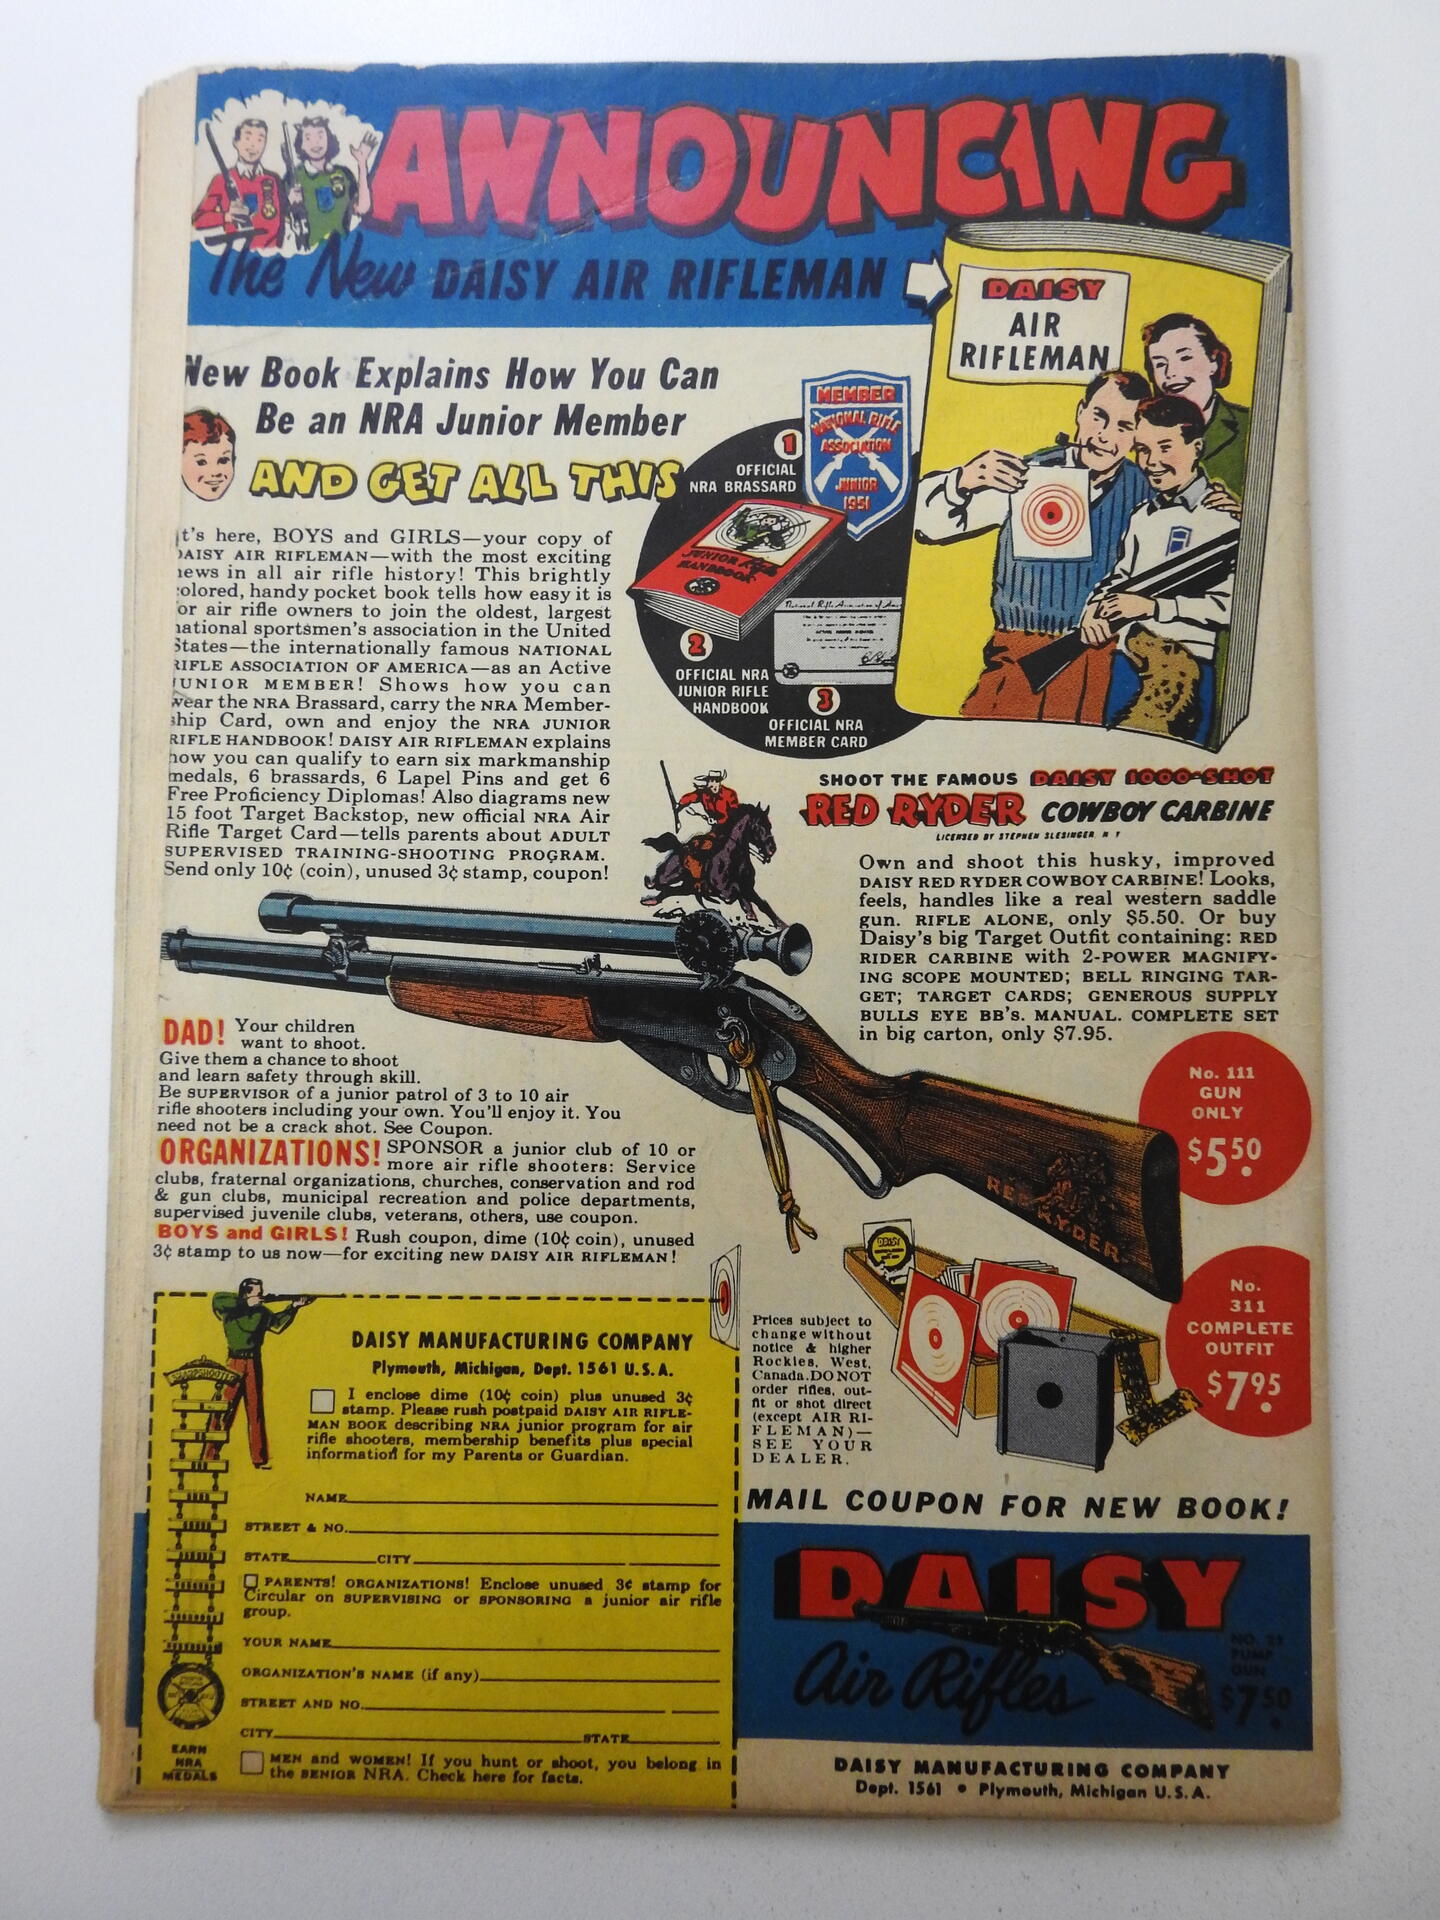 ANNOUNCING
The New DAISY AIR RIFLEMAN
DAISY
AIR
RIFLEMAN
New Book Explains How You Can
Be an NRA Junior Member
AND GET ALL THIS
MEMBER
NATIONAL RIFLE
ASSOCIATION
JUNIOR
1951
1
OFFICIAL
NRA BRASSARD
JUNIOR RIFLE
HANDBOOK
National Rifle Association of
2
OFFICIAL NRA
JUNIOR RIFLE
HANDBOOK
3
OFFICIAL NRA
MEMBER CARD
It's here, BOYS and GIRLS—your copy of
DAISY AIR RIFLEMAN—with the most exciting
news in all air rifle history! This brightly
colored, handy pocket book tells how easy it is
for air rifle owners to join the oldest, largest
national sportsmen's association in the United
States—the internationally famous NATIONAL
RIFLE ASSOCIATION OF AMERICA—as an Active
JUNIOR MEMBER! Shows how you can
wear the NRA Brassard, carry the NRA Member-
ship Card, own and enjoy the NRA JUNIOR
RIFLE HANDBOOK! DAISY AIR RIFLEMAN explains
how you can qualify to earn six markmanship
medals, 6 brassards, 6 Lapel Pins and get 6
Free Proficiency Diplomas! Also diagrams new
15 foot Target Backstop, new official NRA Air
Rifle Target Card—tells parents about ADULT
SUPERVISED TRAINING-SHOOTING PROGRAM.
Send only 10¢ (coin), unused 3¢ stamp, coupon!
SHOOT THE FAMOUS DAISY 1000-SHOT
RED RYDER COWBOY CARBINE
LICENSED BY STEPHEN SLESINGER, N Y
Own and shoot this husky, improved
DAISY RED RYDER COWBOY CARBINE! Looks,
feels, handles like a real western saddle
gun. RIFLE ALONE, only $5.50. Or buy
Daisy's big Target Outfit containing: RED
RIDER CARBINE with 2-POWER MAGNIFY-
ING SCOPE MOUNTED; BELL RINGING TAR-
GET; TARGET CARDS; GENEROUS SUPPLY
BULLS EYE BB's. MANUAL. COMPLETE SET
in big carton, only $7.95.
DAD! Your children
want to shoot.
Give them a chance to shoot
and learn safety through skill.
Be SUPERVISOR of a junior patrol of 3 to 10 air
rifle shooters including your own. You'll enjoy it. You
need not be a crack shot. See Coupon.
ORGANIZATIONS! SPONSOR a junior club of 10 or
more air rifle shooters: Service
clubs, fraternal organizations, churches, conservation and rod
& gun clubs, municipal recreation and police departments,
supervised juvenile clubs, veterans, others, use coupon.
BOYS and GIRLS! Rush coupon, dime (10¢ coin), unused
3¢ stamp to us now—for exciting new DAISY AIR RIFLEMAN!
No. 111
GUN
ONLY
$5.50
RED RYDER
No.
311
COMPLETE
OUTFIT
$7.95
DAISY
Prices subject to
change without
notice & higher
Rockies, West,
Canada. DO NOT
order rifles, out-
fit or shot direct
(except AIR RI-
FLEMAN)—
SEE YOUR
DEALER.
DAISY MANUFACTURING COMPANY
Plymouth, Michigan, Dept. 1561 U.S.A.
SHARPSHOOTER
I enclose dime (10¢ coin) plus unused 3¢
stamp. Please rush postpaid DAISY AIR RIFLE-
MAN BOOK describing NRA junior program for air
rifle shooters, membership benefits plus special
information for my Parents or Guardian.
NAME
STREET & NO.
STATE CITY
PARENTS! ORGANIZATIONS! Enclose unused 3¢ stamp for
Circular on SUPERVISING or SPONSORING a junior air rifle
group.
YOUR NAME
ORGANIZATION'S NAME (if any)
STREET AND NO.
CITY STATE
MEN and WOMEN! If you hunt or shoot, you belong in
the SENIOR NRA. Check here for facts.
EARN
NRA
MEDALS
MAIL COUPON FOR NEW BOOK!
DAISY
Air Rifles
NO. 21
PUMP
GUN
$7.50
DAISY MANUFACTURING COMPANY
Dept. 1561 • Plymouth, Michigan U.S.A.